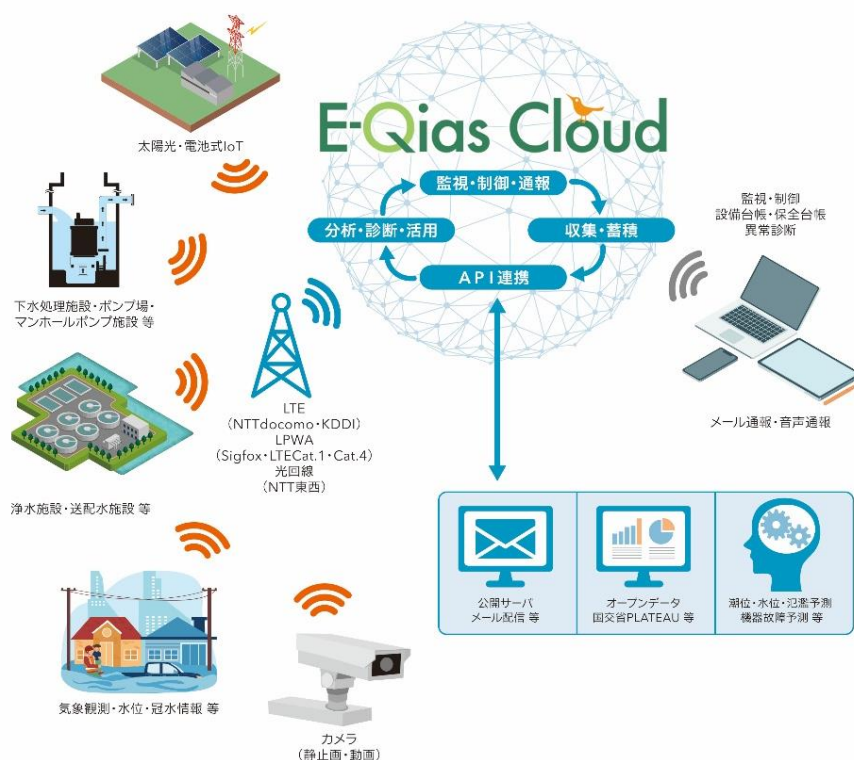 太陽光・電池式IoT
E-Qias Cloud
監視・制御・通報
分析・診断・活用
収集・蓄積
API連携
監視・制御
設備台帳・保全台帳
異常診断
下水処理施設・ポンプ場・
マンホールポンプ施設 等
LTE
(NTTdocomo・KDDI)
LPWA
(Sigfox・LTECat.1・Cat.4)
光回線
(NTT東西)
メール通報・音声通報
浄水施設・送配水施設 等
公開サーバ
メール配信 等
オープンデータ
国交省PLATEAU 等
潮位・水位・氾濫予測
機器故障予測 等
気象観測・水位・冠水情報 等
カメラ
(静止画・動画)